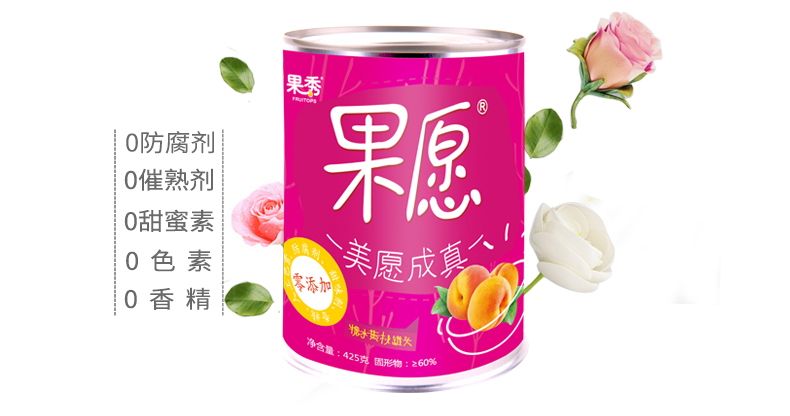 果秀
FRUITOPS
果愿®
美愿成真
零添加
净含量：425克 固形物：≥60%
0防腐剂
0催熟剂
0甜蜜素
0 色 素
0 香 精